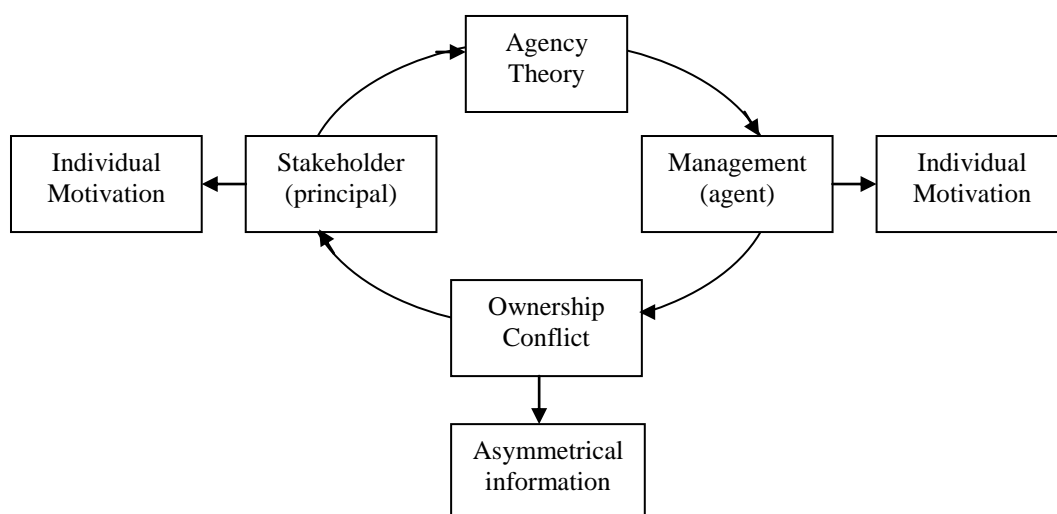 Agency
Theory
Individual
Motivation
Stakeholder
(principal)
Management
(agent)
Individual
Motivation
Ownership
Conflict
Asymmetrical
information